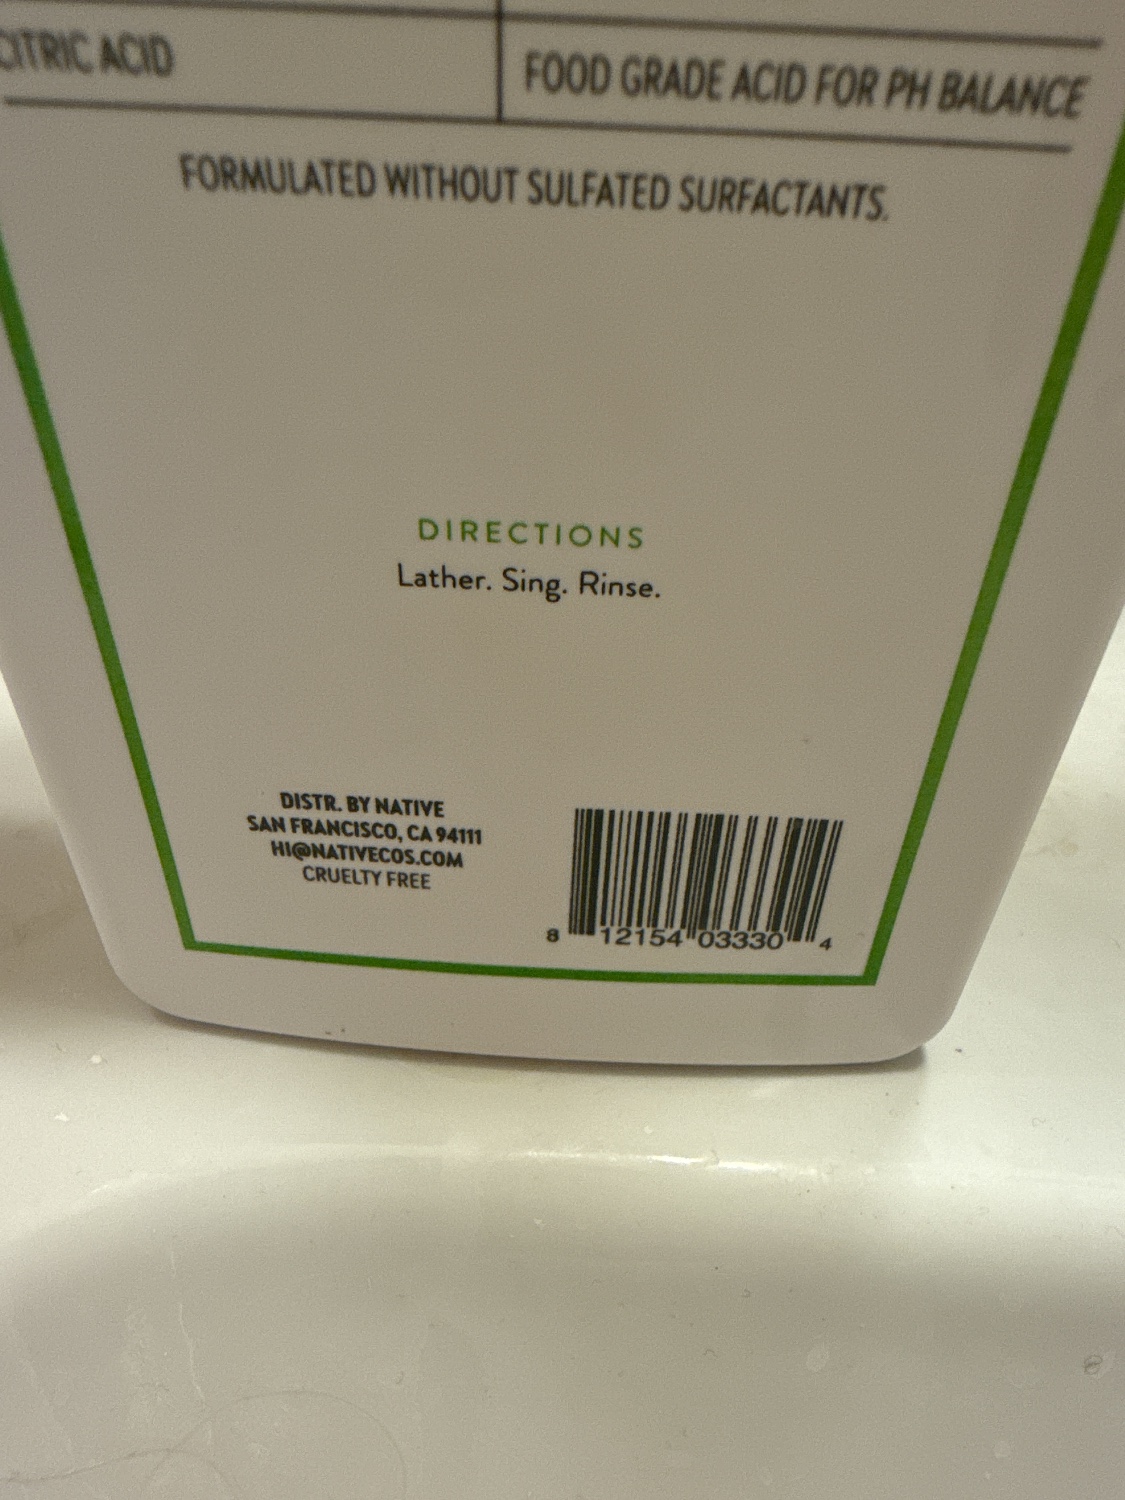 CITRIC ACID
FOOD GRADE ACID FOR PH BALANCE
FORMULATED WITHOUT SULFATED SURFACTANTS.
DIRECTIONS
Lather. Sing. Rinse.
DISTR. BY NATIVE
SAN FRANCISCO, CA 94111
HI@NATIVECOS.COM
CRUELTY FREE
8 12154 03330 4